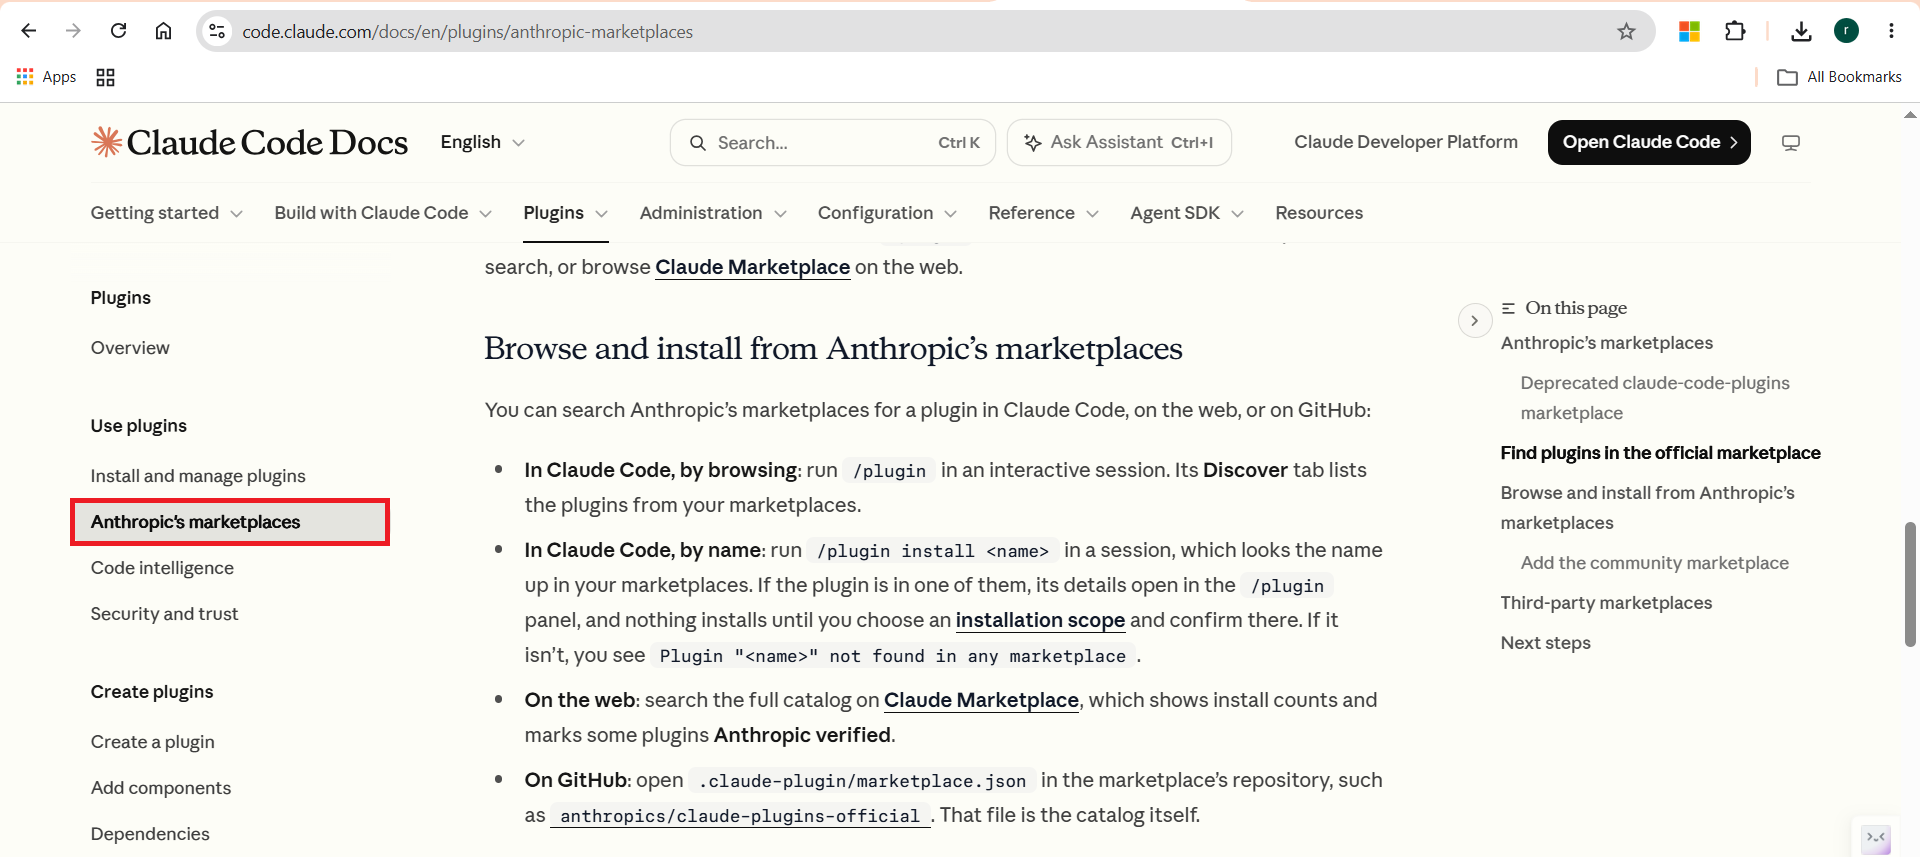 code.claude.com/docs/en/plugins/anthropic-marketplaces
r
Apps
All Bookmarks
Claude Code Docs
English
Search...
Ctrl K
Ask Assistant Ctrl+I
Claude Developer Platform
Open Claude Code
Getting started
Build with Claude Code
Plugins
Administration
Configuration
Reference
Agent SDK
Resources
Plugins
Overview
Use plugins
Install and manage plugins
Anthropic's marketplaces
Code intelligence
Security and trust
Create plugins
Create a plugin
Add components
Dependencies
search, or browse Claude Marketplace on the web.
Browse and install from Anthropic's marketplaces
You can search Anthropic's marketplaces for a plugin in Claude Code, on the web, or on GitHub:
• In Claude Code, by browsing: run /plugin in an interactive session. Its Discover tab lists
the plugins from your marketplaces.
• In Claude Code, by name: run /plugin install <name> in a session, which looks the name
up in your marketplaces. If the plugin is in one of them, its details open in the /plugin
panel, and nothing installs until you choose an installation scope and confirm there. If it
isn't, you see Plugin "<name>" not found in any marketplace .
• On the web: search the full catalog on Claude Marketplace, which shows install counts and
marks some plugins Anthropic verified.
• On GitHub: open .claude-plugin/marketplace.json in the marketplace's repository, such
as anthropics/claude-plugins-official . That file is the catalog itself.
On this page
Anthropic's marketplaces
Deprecated claude-code-plugins
marketplace
Find plugins in the official marketplace
Browse and install from Anthropic's
marketplaces
Add the community marketplace
Third-party marketplaces
Next steps